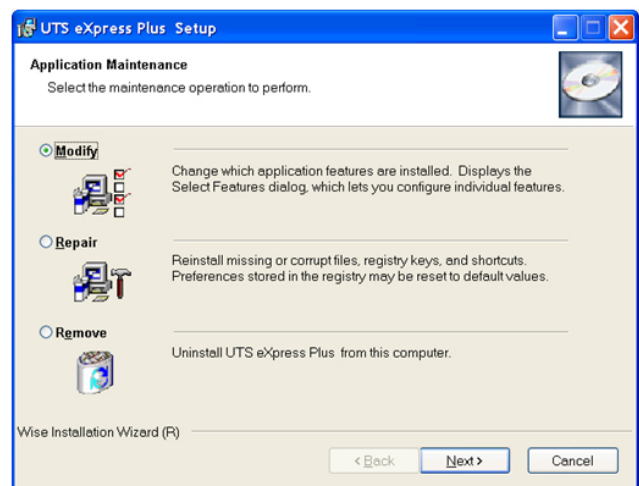 UTS eXpress Plus Setup
Application Maintenance
Select the maintenance operation to perform.
Modify
Change which application features are installed. Displays the
Select Features dialog, which lets you configure individual features.
Repair
Reinstall missing or corrupt files, registry keys, and shortcuts.
Preferences stored in the registry may be reset to default values.
Remove
Uninstall UTS eXpress Plus from this computer.
Wise Installation Wizard (R)
< Back
Next >
Cancel